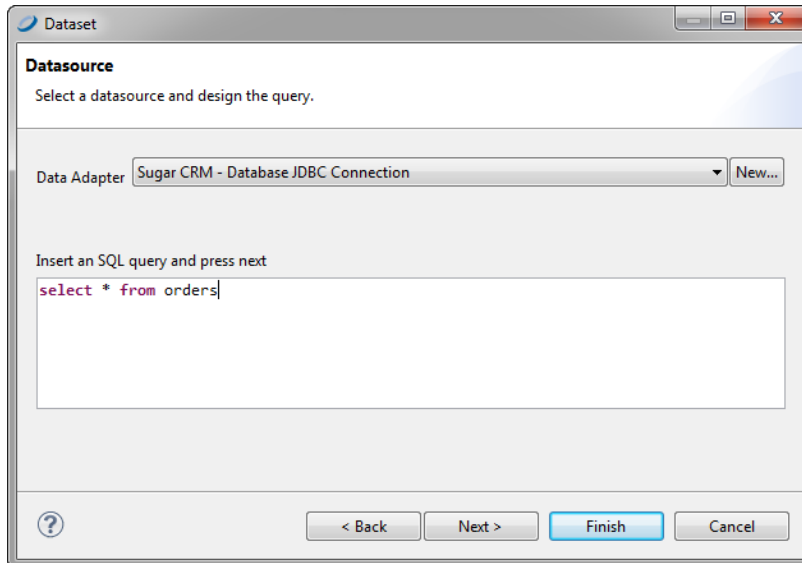 Dataset
Datasource
Select a datasource and design the query.
Data Adapter Sugar CRM - Database JDBC Connection New...
Insert an SQL query and press next
select * from orders
? < Back Next > Finish Cancel